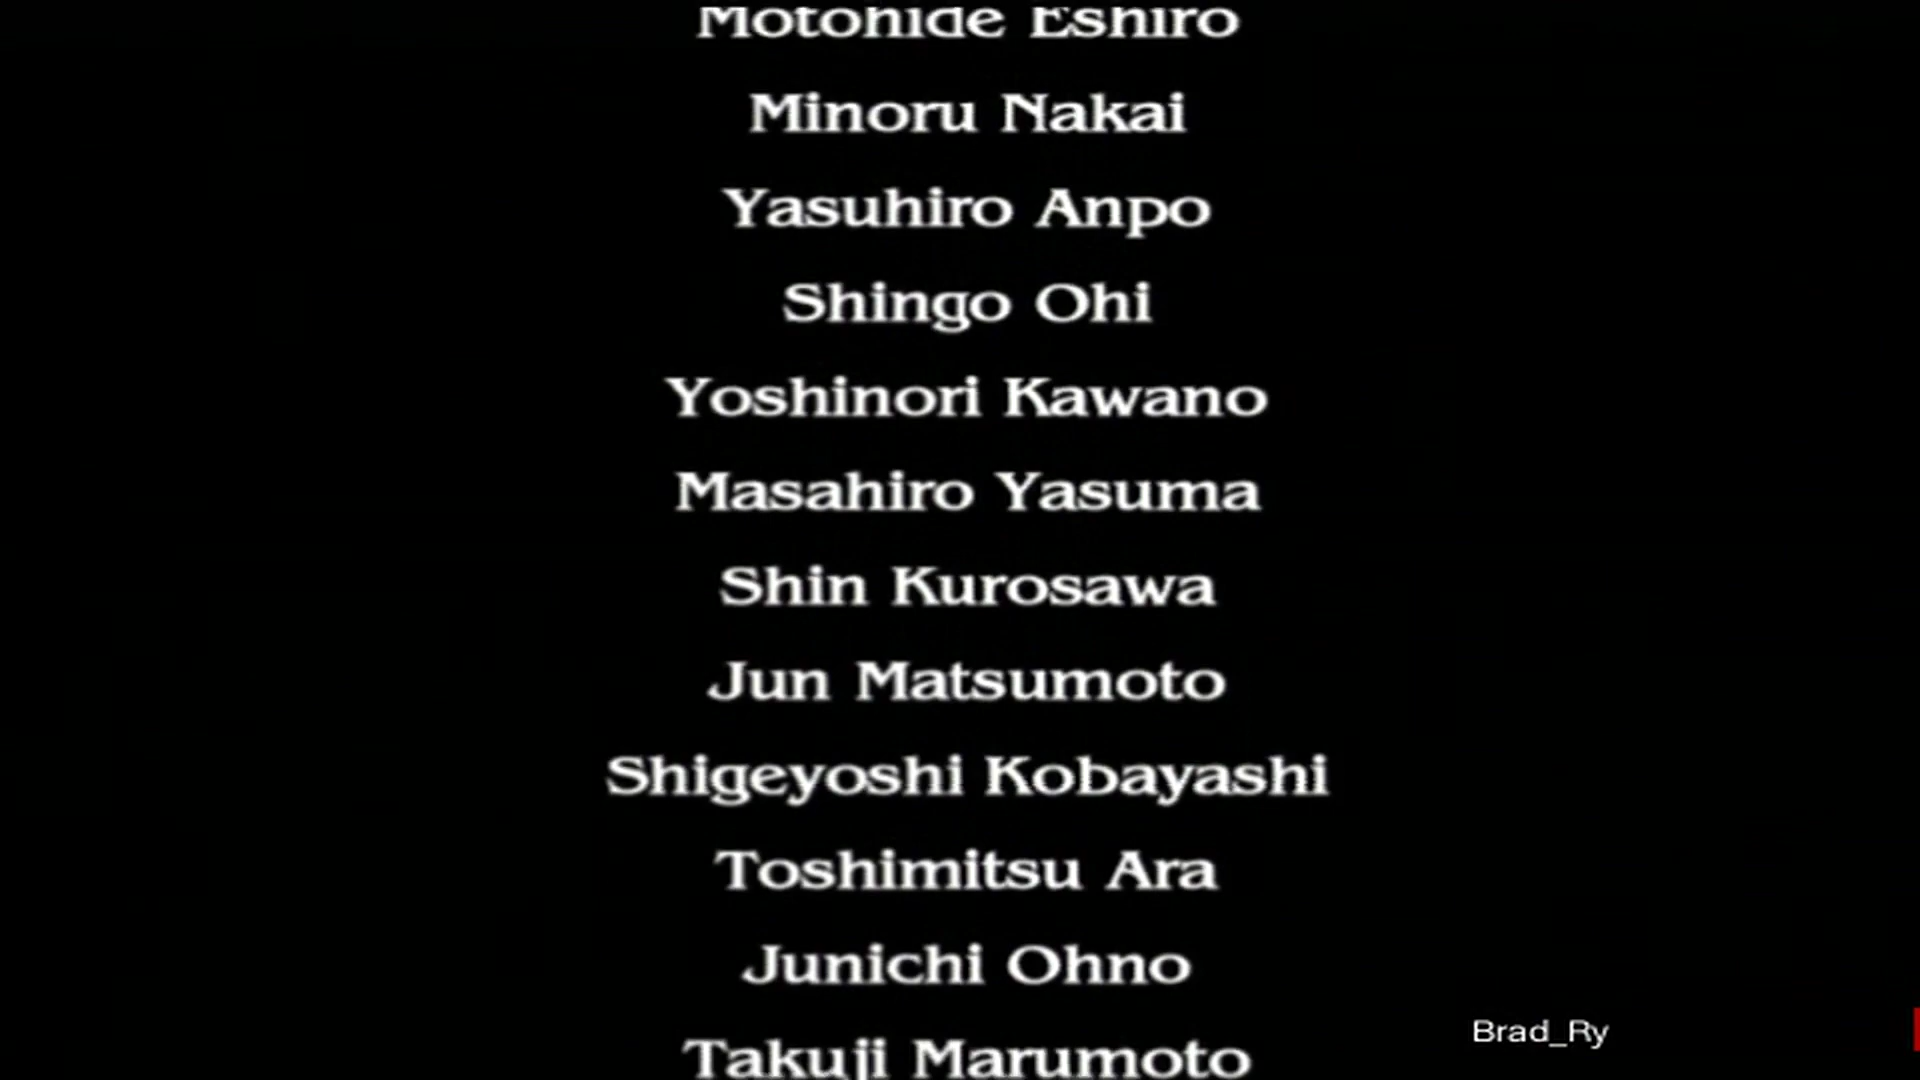 Motohide Eshiro
Minoru Nakai
Yasuhiro Anpo
Shingo Ohi
Yoshinori Kawano
Masahiro Yasuma
Shin Kurosawa
Jun Matsumoto
Shigeyoshi Kobayashi
Toshimitsu Ara
Junichi Ohno
Brad_Ry
Takuji Marumoto